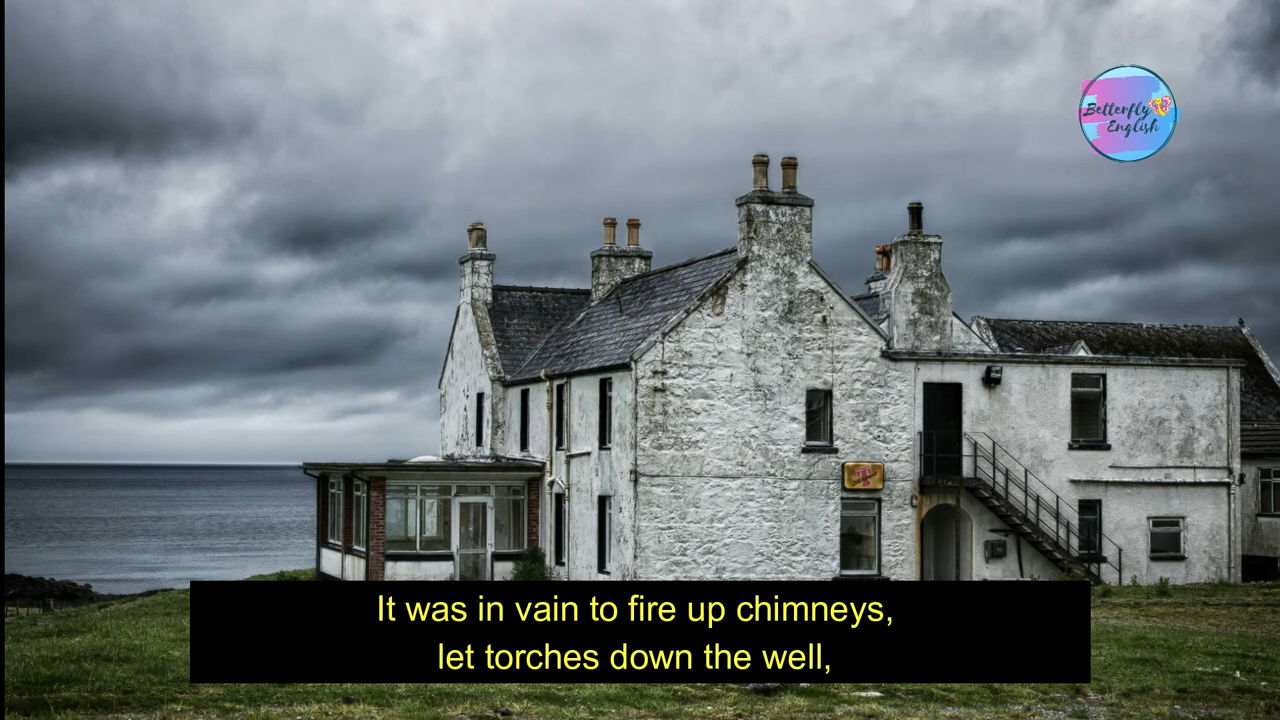 Betterfly
English
T
It was in vain to fire up chimneys,
let torches down the well,